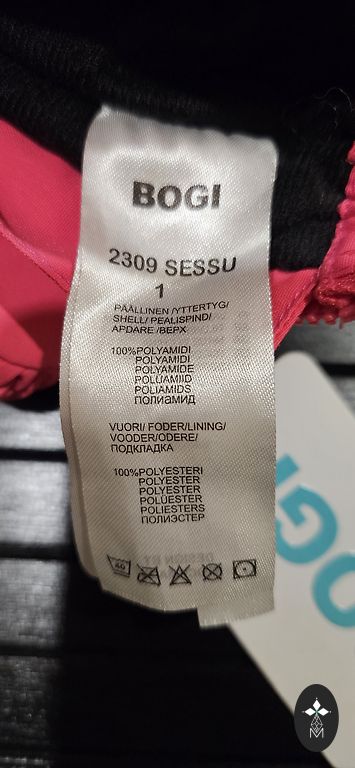 BOGI
2309 SESSU
1
PÄÄLLINEN /YTTERTYG/
SHELL/ PEALISPIND/
APDARE /ВЕРХ
100%POLYAMIDI
POLYAMID
POLYAMIDE
POLÜAMIID
POLIAMIDS
ПОЛИАМИД
VUORI/ FODER/LINING/
VOODER/ODERE/
ПОДКЛАДКА
100%POLYESTERI
POLYESTER
POLYESTER
POLÜESTER
POLIESTERS
ПОЛИЭСТЕР
40
OGI
M